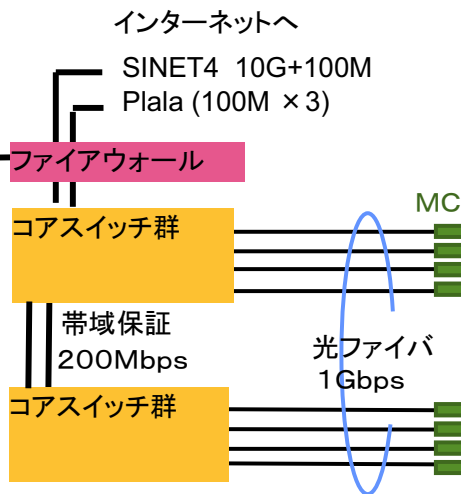 インターネットへ
SINET4 10G+100M
Plala (100M ×3)
ファイアウォール
MC
コアスイッチ群
帯域保証
200Mbps
光ファイバ
1Gbps
コアスイッチ群